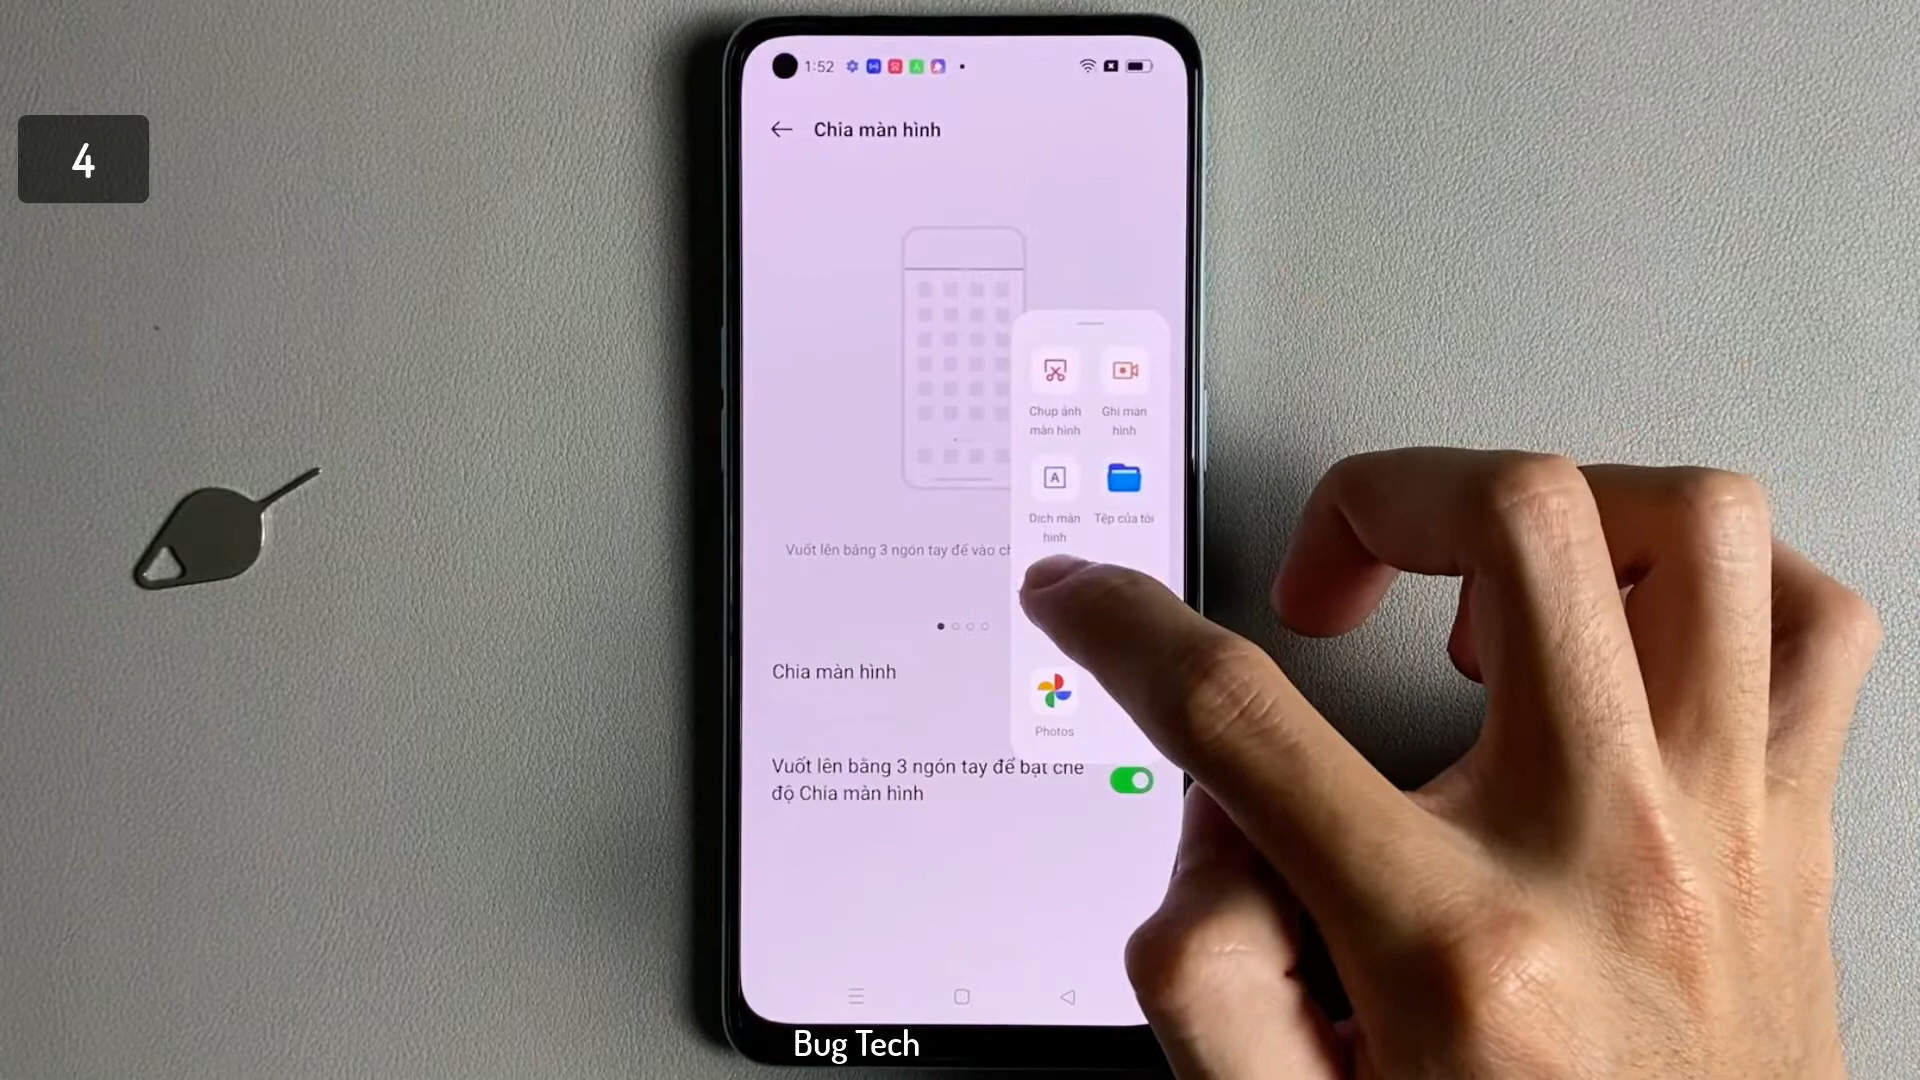 4
1:52
Chia màn hình
Chụp ảnh
màn hình
Ghi màn
hình
A
Dịch màn
hình
Tệp của tôi
Vuốt lên bằng 3 ngón tay để vào
Chia màn hình
Photos
Vuốt lên bằng 3 ngón tay để bật chế
độ Chia màn hình
Bug Tech